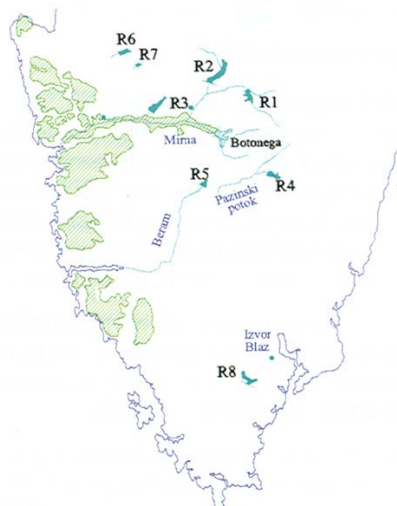 R6
R7
R2
R1
R3
Mirna
Botonega
R5
R4
Pazinski
potok
Beram
Izvor
Blaz
R8